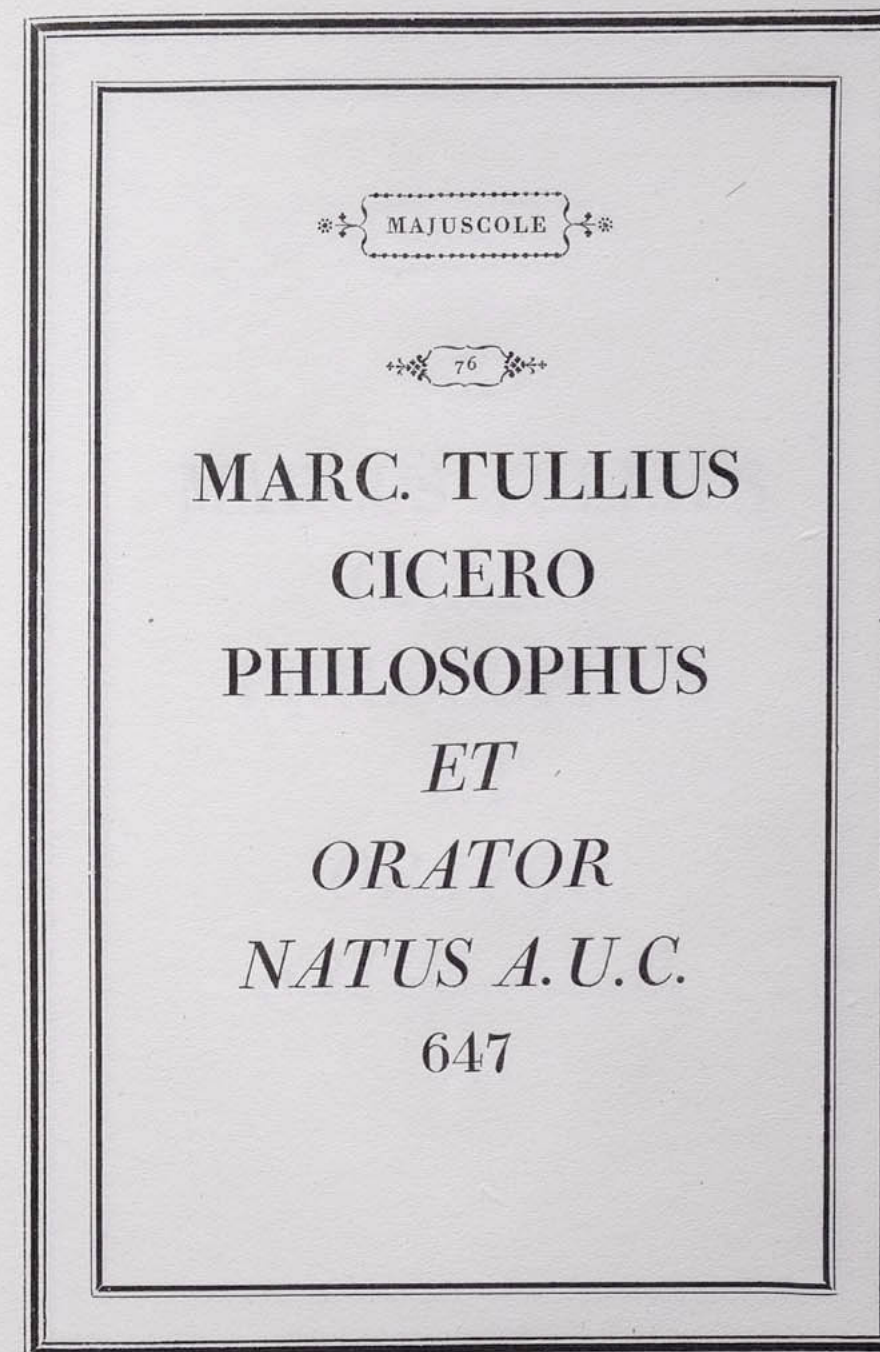 MAJUSCOLE
76
MARC. TULLIUS
CICERO
PHILOSOPHUS
ET
ORATOR
NATUS A.U.C.
647